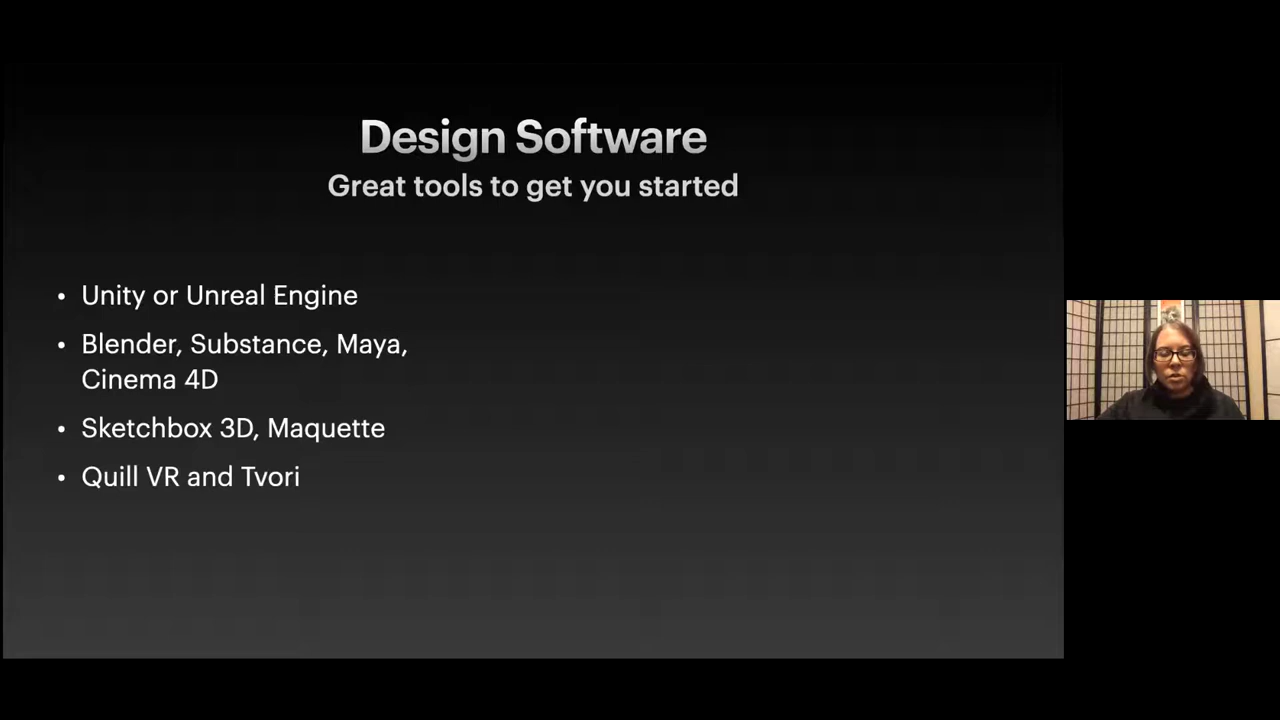 Design Software
Great tools to get you started
• Unity or Unreal Engine
• Blender, Substance, Maya,
Cinema 4D
• Sketchbox 3D, Maquette
• Quill VR and Tvori